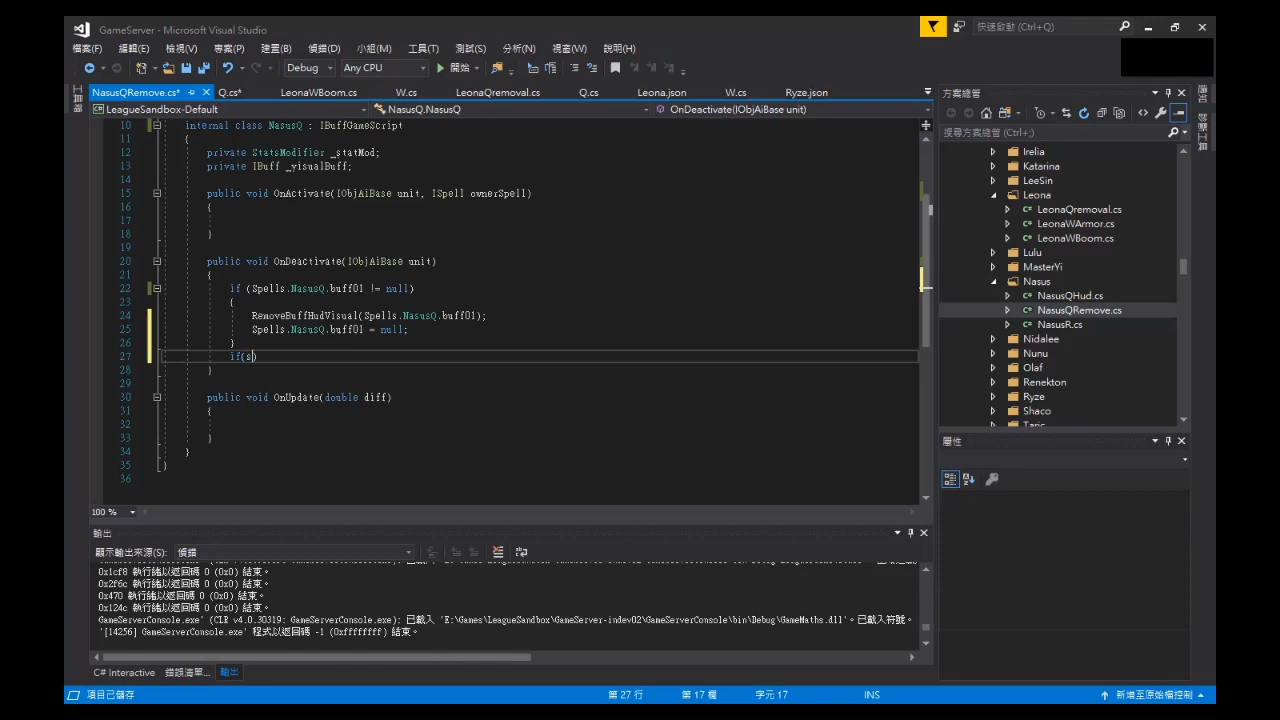 GameServer - Microsoft Visual Studio
快速啟動 (Ctrl+Q)
檔案(F) 編輯(E) 檢視(V) 專案(P) 建置(B) 偵錯(D) 小組(M) 工具(T) 測試(S) 分析(N) 視窗(W) 說明(H)
Debug Any CPU 開始
NasusQRemove.cs* Q.cs* LeonaWBoom.cs W.cs LeonaQremoval.cs Q.cs Leona.json W.cs Ryze.json
LeagueSandbox-Default NasusQ.NasusQ OnDeactivate(IObjAiBase unit)
10 internal class NasusQ : IBuffGameScript
11 {
12 private StatsModifier _statMod;
13 private IBuff _visualBuff;
14
15 public void OnActivate(IObjAiBase unit, ISpell ownerSpell)
16 {
17
18 }
19
20 public void OnDeactivate(IObjAiBase unit)
21 {
22 if (Spells.NasusQ.buff01 != null)
23 {
24 RemoveBuffHudVisual(Spells.NasusQ.buff01);
25 Spells.NasusQ.buff01 = null;
26 }
27 if(s)
28 }
29
30 public void OnUpdate(double diff)
31 {
32
33 }
34 }
35 }
36
100 %
輸出
顯示輸出來源(S): 偵錯
0x1cf8 執行緒以返回碼 0 (0x0) 結束。
0x2f6c 執行緒以返回碼 0 (0x0) 結束。
0x470 執行緒以返回碼 0 (0x0) 結束。
0x124c 執行緒以返回碼 0 (0x0) 結束。
GameServerConsole.exe' (CLR v4.0.30319: GameServerConsole.exe): 已載入 'E:\Games\LeagueSandbox\GameServer-indev02\GameServerConsole\bin\Debug\GameMaths.dll'。已載入符號。
'[14256] GameServerConsole.exe' 程式以返回碼 -1 (0xffffffff) 結束。
C# Interactive 錯誤清單... 輸出
方案總管
搜尋方案總管 (Ctrl+;)
Irelia
Katarina
LeeSin
Leona
LeonaQremoval.cs
LeonaWArmor.cs
LeonaWBoom.cs
Lulu
MasterYi
Nasus
NasusQHud.cs
NasusQRemove.cs
NasusR.cs
Nidalee
Nunu
Olaf
Renekton
Ryze
Shaco
Taric
屬性
項目已儲存 第 27 行 第 17 欄 字元 17 INS 新增至原始檔控制